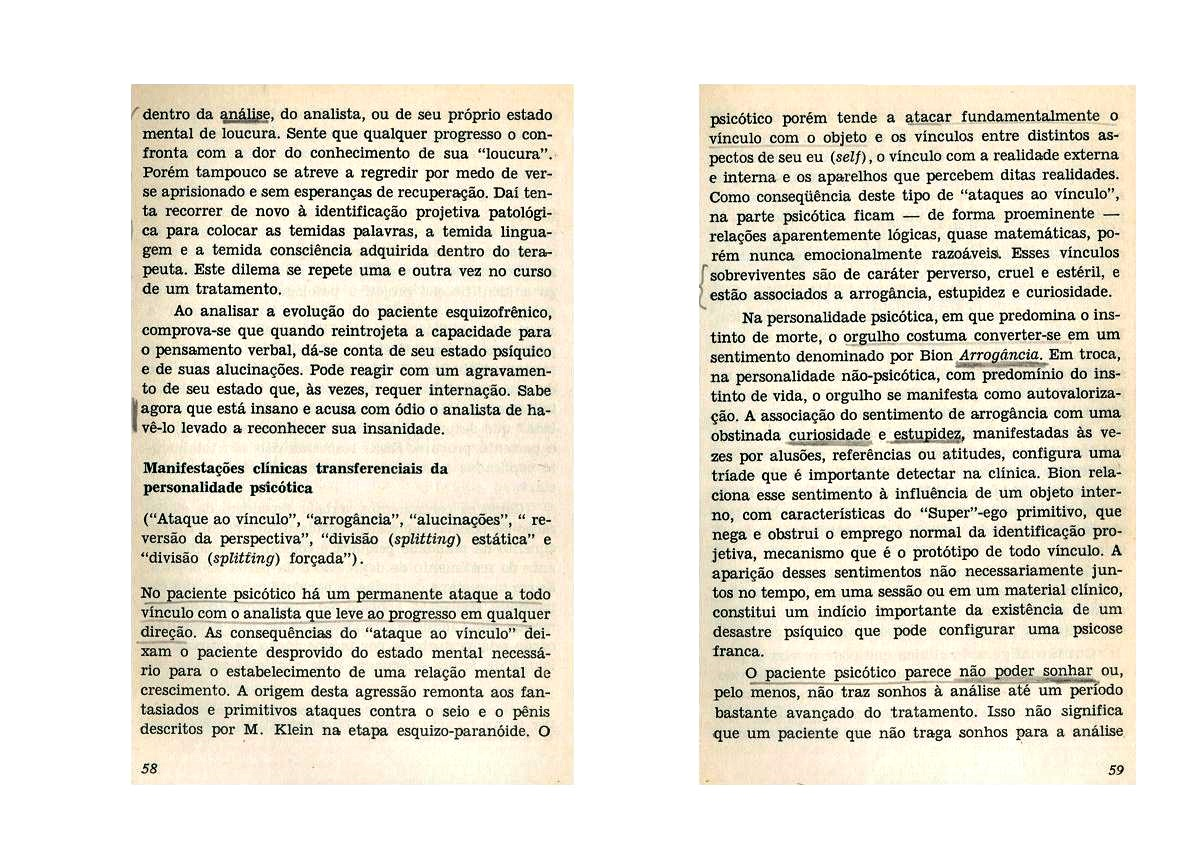 dentro da análise, do analista, ou de seu próprio estado
mental de loucura. Sente que qualquer progresso o con-
fronta com a dor do conhecimento de sua “loucura”.
Porém tampouco se atreve a regredir por medo de ver-
se aprisionado e sem esperanças de recuperação. Daí ten-
ta recorrer de novo à identificação projetiva patológi-
ca para colocar as temidas palavras, a temida lingua-
gem e a temida consciência adquirida dentro do tera-
peuta. Este dilema se repete uma e outra vez no curso
de um tratamento.
Ao analisar a evolução do paciente esquizofrênico,
comprova-se que quando reintrojeta a capacidade para
o pensamento verbal, dá-se conta de seu estado psíquico
e de suas alucinações. Pode reagir com um agravamen-
to de seu estado que, às vezes, requer internação. Sabe
agora que está insano e acusa com ódio o analista de ha-
vê-lo levado a reconhecer sua insanidade.
Manifestações clínicas transferenciais da
personalidade psicótica
(“Ataque ao vínculo”, “arrogância”, “alucinações”, “ re-
versão da perspectiva”, “divisão (splitting) estática” e
“divisão (splitting) forçada”).
No paciente psicótico há um permanente ataque a todo
vínculo com o analista que leve ao progresso em qualquer
direção. As consequências do “ataque ao vínculo” dei-
xam o paciente desprovido do estado mental necessá-
rio para o estabelecimento de uma relação mental de
crescimento. A origem desta agressão remonta aos fan-
tasiados e primitivos ataques contra o seio e o pênis
descritos por M. Klein na etapa esquizo-paranóide. O
58
psicótico porém tende a atacar fundamentalmente o
vínculo com o objeto e os vínculos entre distintos as-
pectos de seu eu (self), o vínculo com a realidade externa
e interna e os aparelhos que percebem ditas realidades.
Como conseqüência deste tipo de “ataques ao vínculo”,
na parte psicótica ficam — de forma proeminente —
relações aparentemente lógicas, quase matemáticas, po-
rém nunca emocionalmente razoáveis. Esses vínculos
sobreviventes são de caráter perverso, cruel e estéril, e
estão associados a arrogância, estupidez e curiosidade.
Na personalidade psicótica, em que predomina o ins-
tinto de morte, o orgulho costuma converter-se em um
sentimento denominado por Bion Arrogância. Em troca,
na personalidade não-psicótica, com predomínio do ins-
tinto de vida, o orgulho se manifesta como autovaloriza-
ção. A associação do sentimento de arrogância com uma
obstinada curiosidade e estupidez, manifestadas às ve-
zes por alusões, referências ou atitudes, configura uma
tríade que é importante detectar na clínica. Bion rela-
ciona esse sentimento à influência de um objeto inter-
no, com características do “Super”-ego primitivo, que
nega e obstrui o emprego normal da identificação pro-
jetiva, mecanismo que é o protótipo de todo vínculo. A
aparição desses sentimentos não necessariamente jun-
tos no tempo, em uma sessão ou em um material clínico,
constitui um indício importante da existência de um
desastre psíquico que pode configurar uma psicose
franca.
O paciente psicótico parece não poder sonhar ou,
pelo menos, não traz sonhos à análise até um período
bastante avançado do tratamento. Isso não significa
que um paciente que não traga sonhos para a análise
59